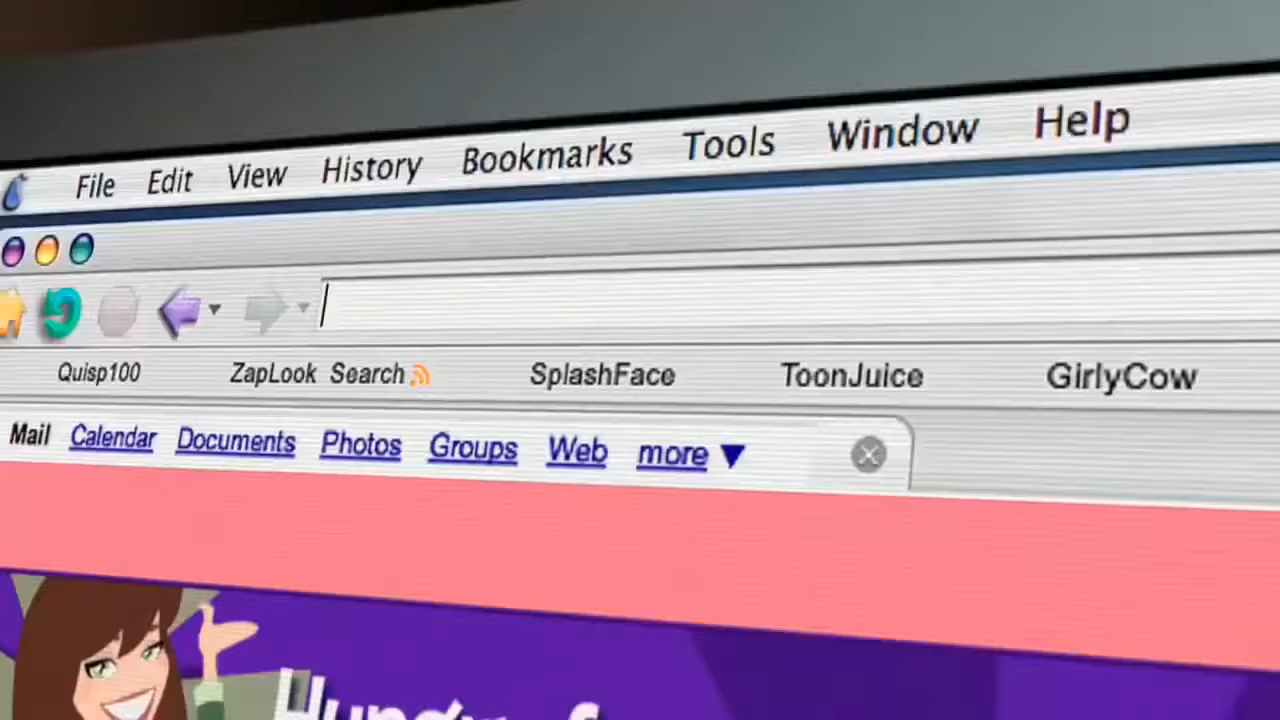 File Edit View History Bookmarks Tools Window Help
Quisp100 ZapLook Search SplashFace ToonJuice GirlyCow
Mail Calendar Documents Photos Groups Web more